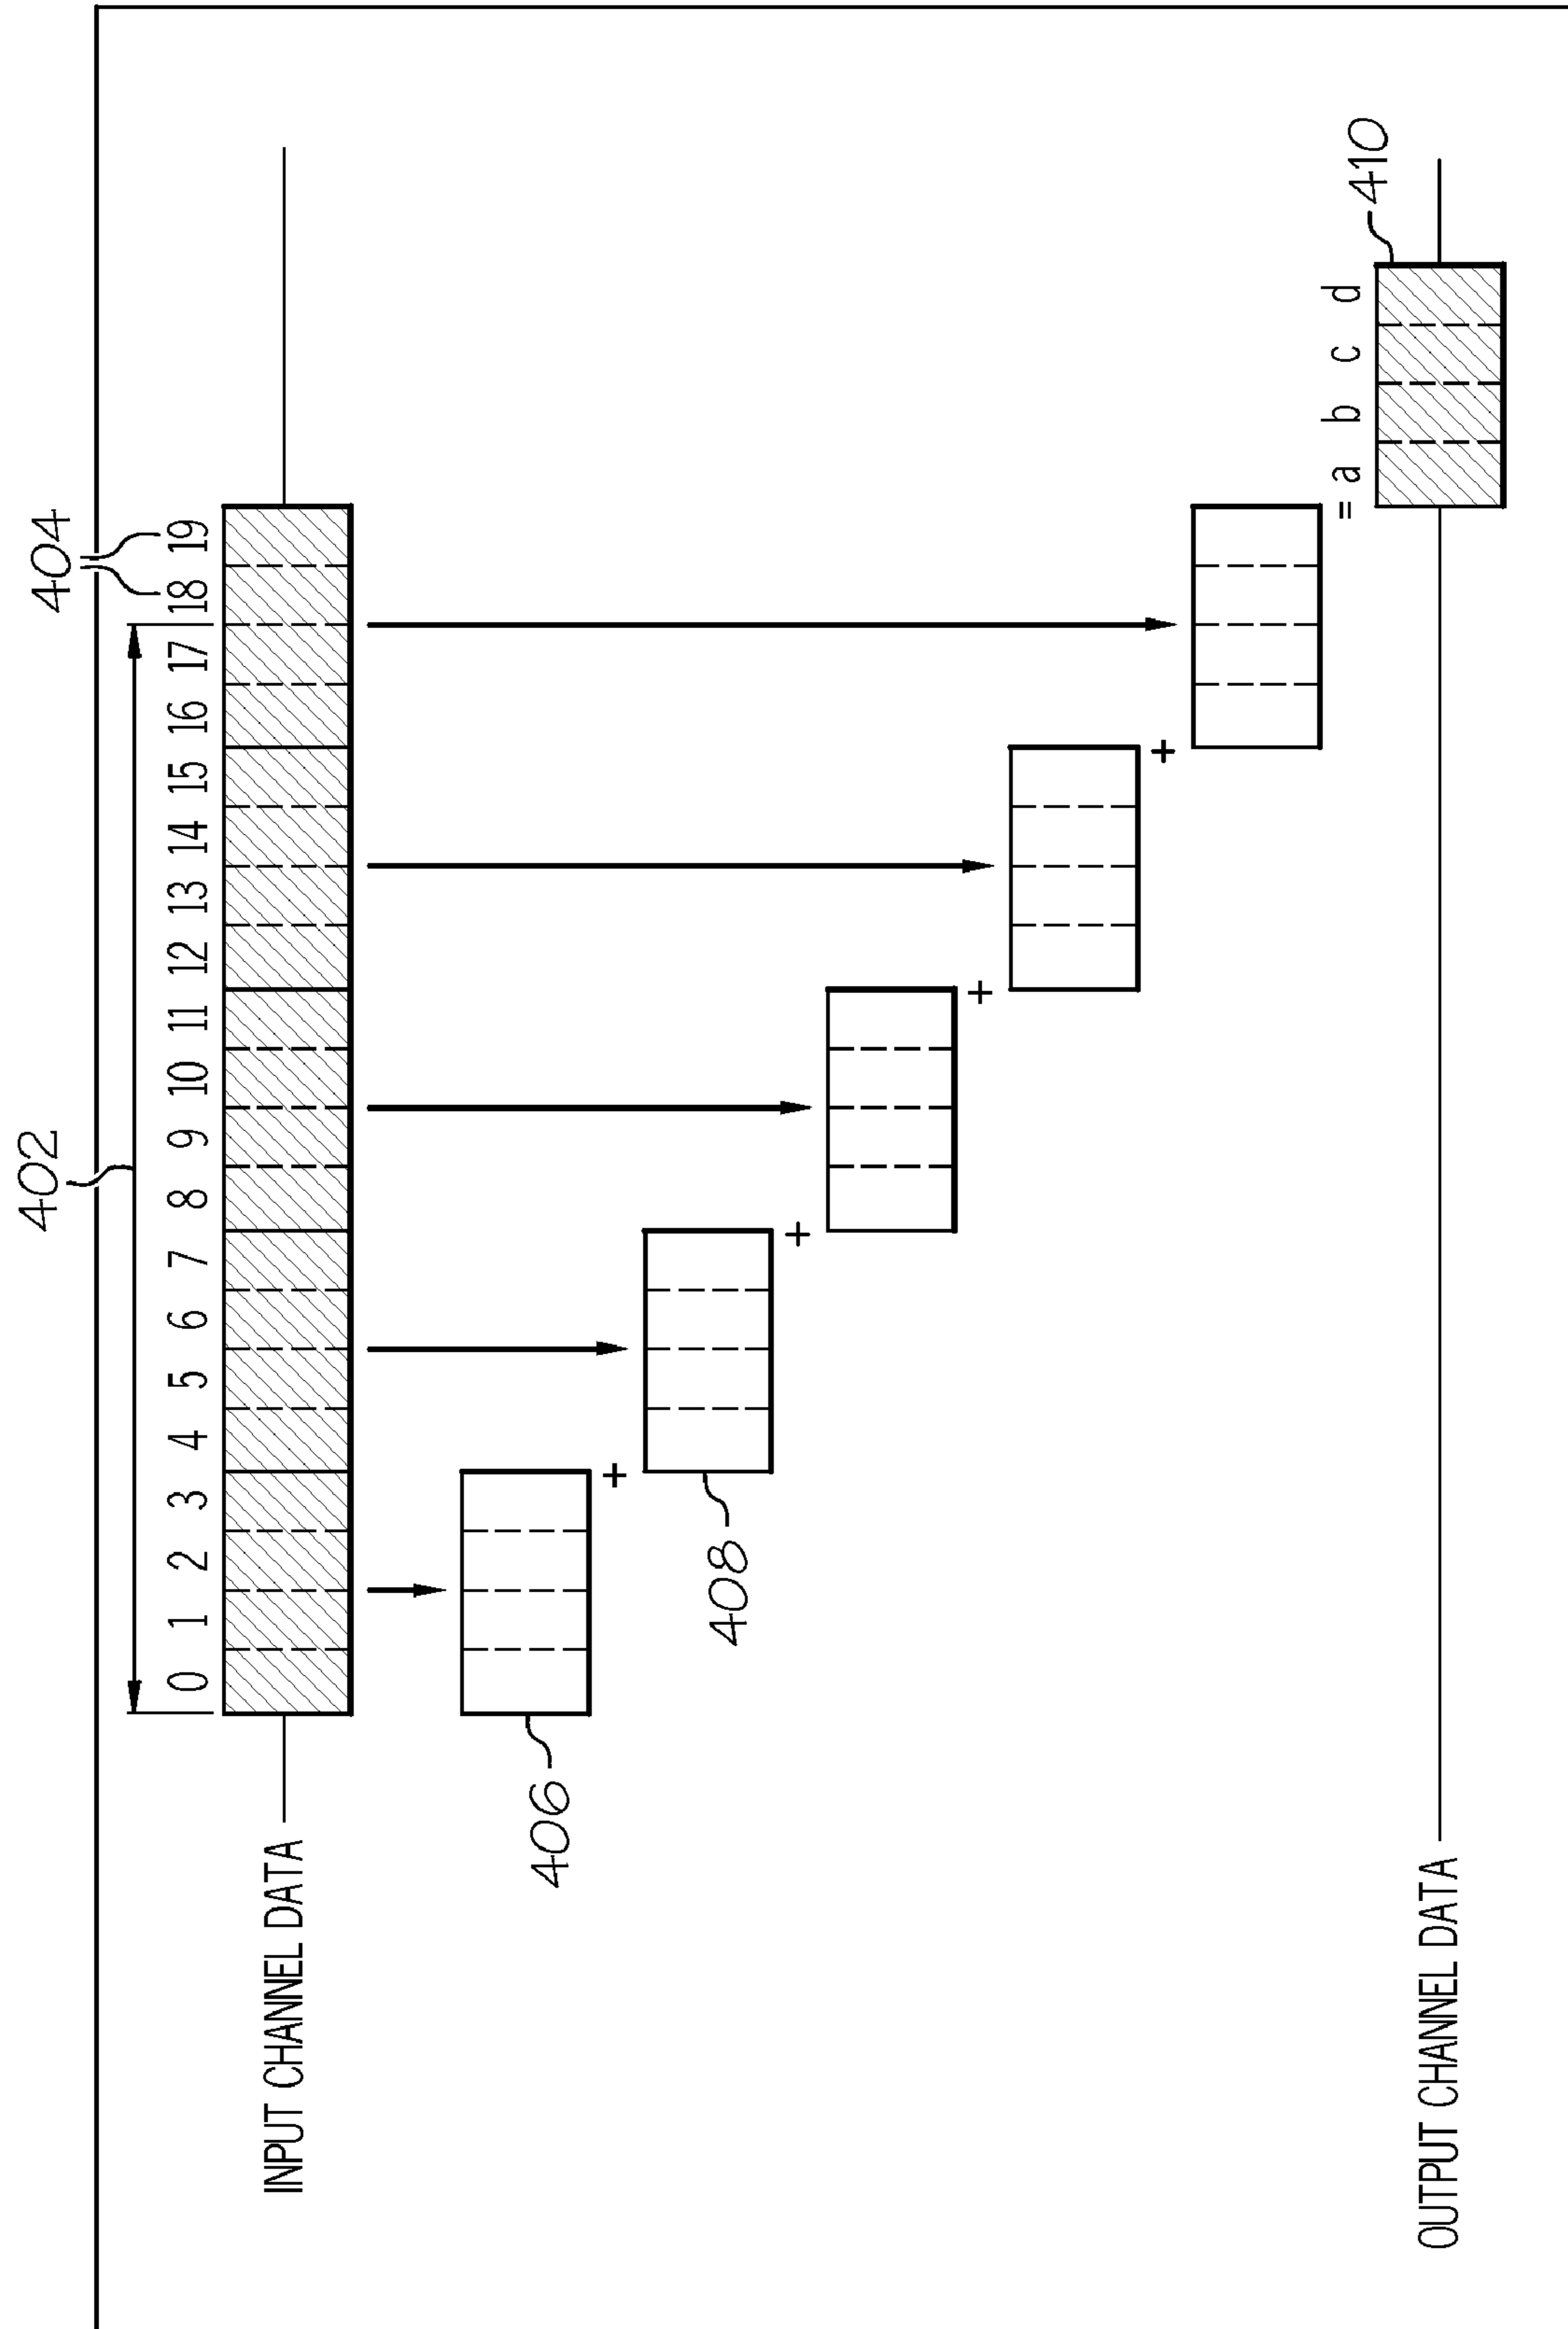 402
404
0 1 2 3 4 5 6 7 8 9 10 11 12 13 14 15 16 17 18 19
INPUT CHANNEL DATA
406
+
408
+
+
+
= a b c d
410
OUTPUT CHANNEL DATA